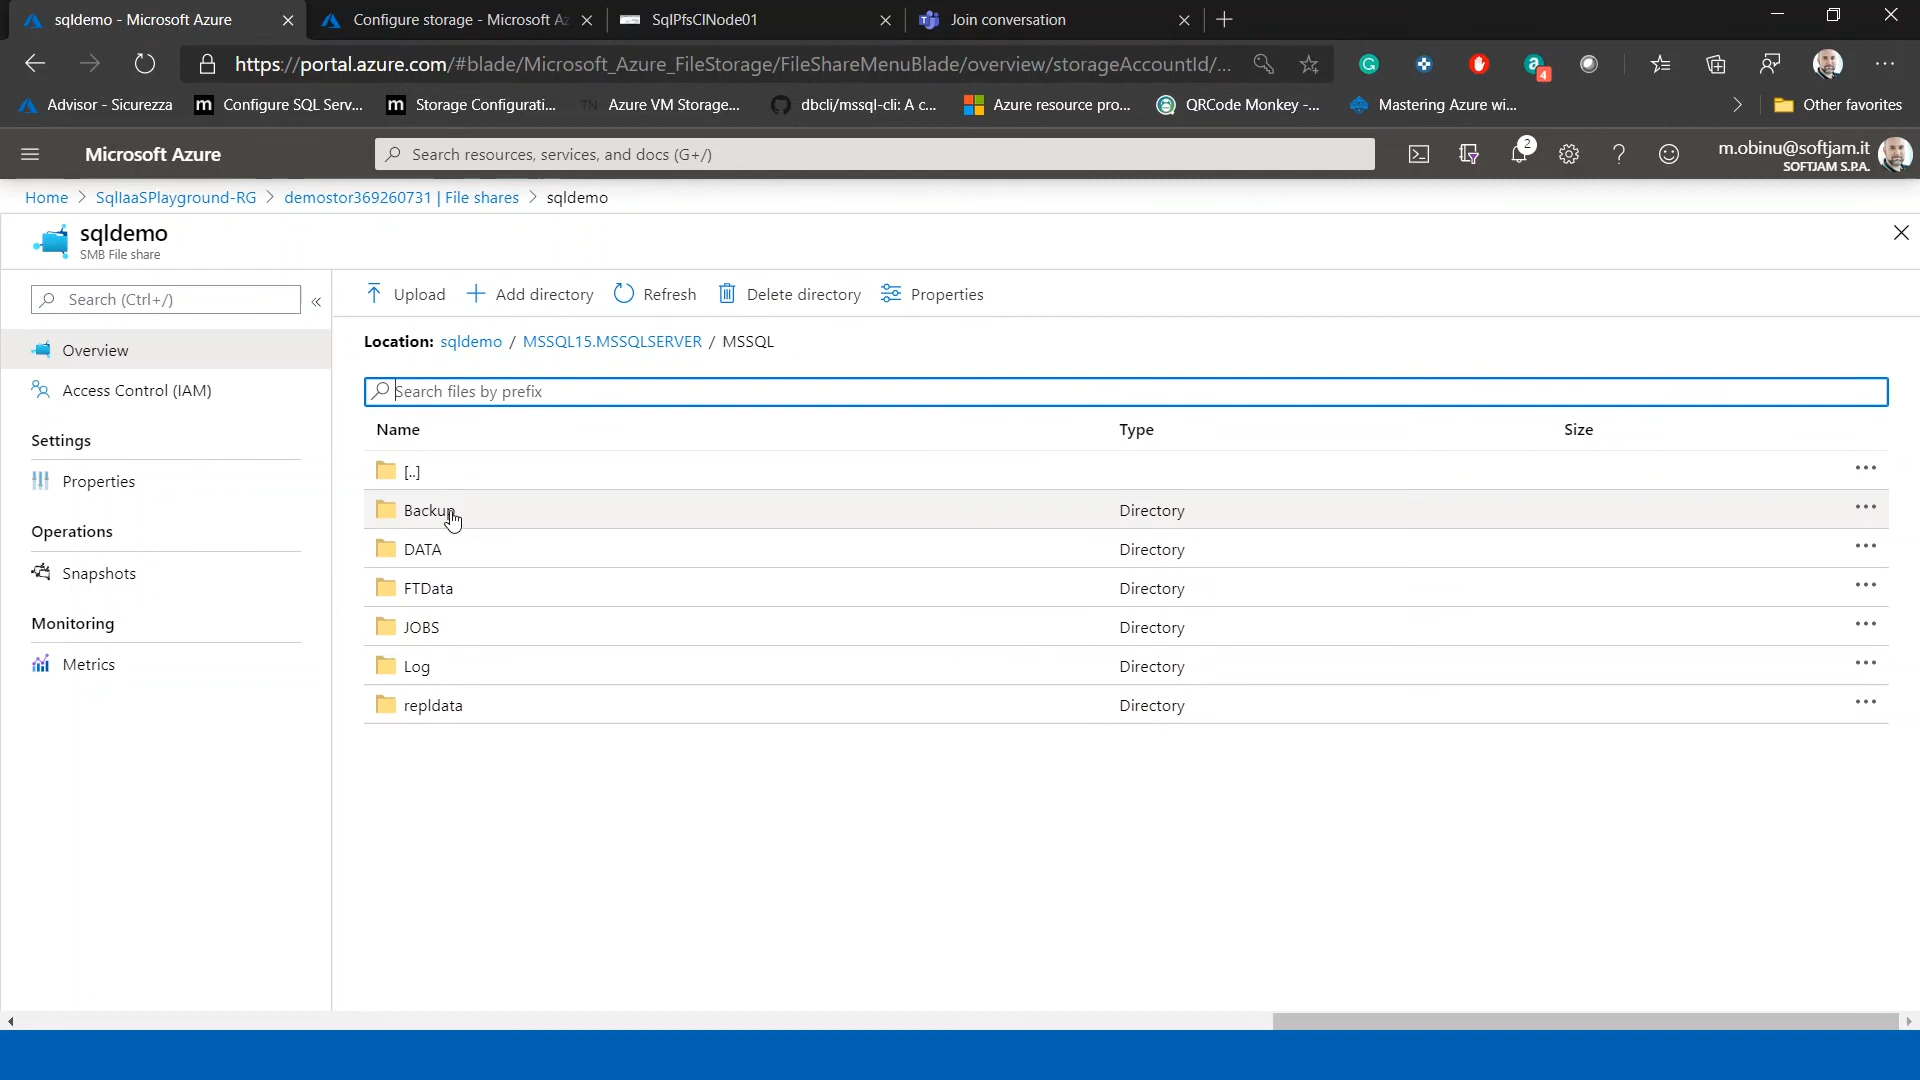 sqldemo - Microsoft Azure
Configure storage - Microsoft Az
SqlPfsClNode01
Join conversation
https://portal.azure.com/#blade/Microsoft_Azure_FileStorage/FileShareMenuBlade/overview/storageAccountId/...
4
Advisor - Sicurezza
m Configure SQL Serv...
m Storage Configurati...
TN Azure VM Storage...
dbcli/mssql-cli: A c...
Azure resource pro...
QRCode Monkey -...
Mastering Azure wi...
Other favorites
Microsoft Azure
Search resources, services, and docs (G+/)
2
m.obinu@softjam.it
SOFTJAM S.P.A.
Home > SqlIaaSPlayground-RG > demostor369260731 | File shares > sqldemo
sqldemo
SMB File share
Search (Ctrl+/)
«
Overview
Access Control (IAM)
Settings
Properties
Operations
Snapshots
Monitoring
Metrics
Upload
Add directory
Refresh
Delete directory
Properties
Location: sqldemo / MSSQL15.MSSQLSERVER / MSSQL
Search files by prefix
Name Type Size
[..]
Backup Directory
DATA Directory
FTData Directory
JOBS Directory
Log Directory
repldata Directory